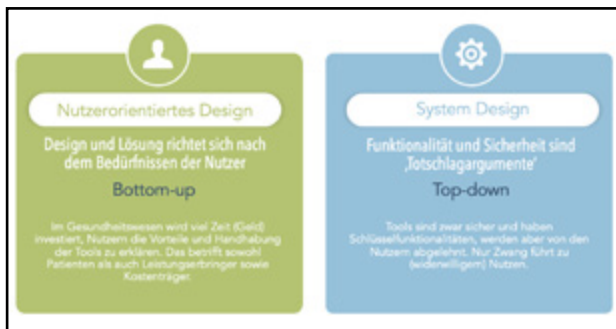 Nutzerorientiertes Design
Design und Lösung richtet sich nach
dem Bedürfnissen der Nutzer
Bottom-up
Im Gesundheitswesen wird viel Zeit (Geld)
investiert, Nutzern die Vorteile und Handhabung
der Tools zu erklären. Das betrifft sowohl
Patienten als auch Leistungserbringer sowie
Kostenträger.
System Design
Funktionalität und Sicherheit sind
‚Totschlagargumente'
Top-down
Tools sind zwar sicher und haben
Schlüsselfunktionalitäten, werden aber von den
Nutzern abgelehnt. Nur Zwang führt zu
(widerwilligem) Nutzen.